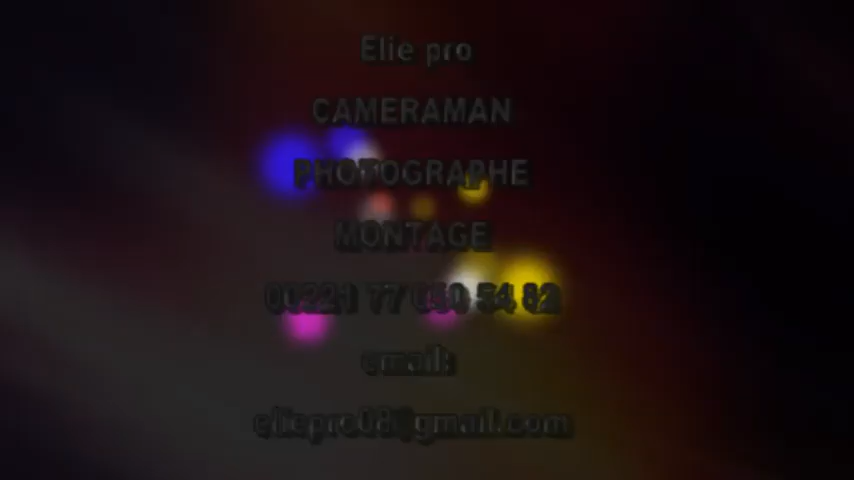 Elie pro
CAMERAMAN
PHOTOGRAPHE
MONTAGE
00221 77 050 54 82
email:
eliepro08@gmail.com